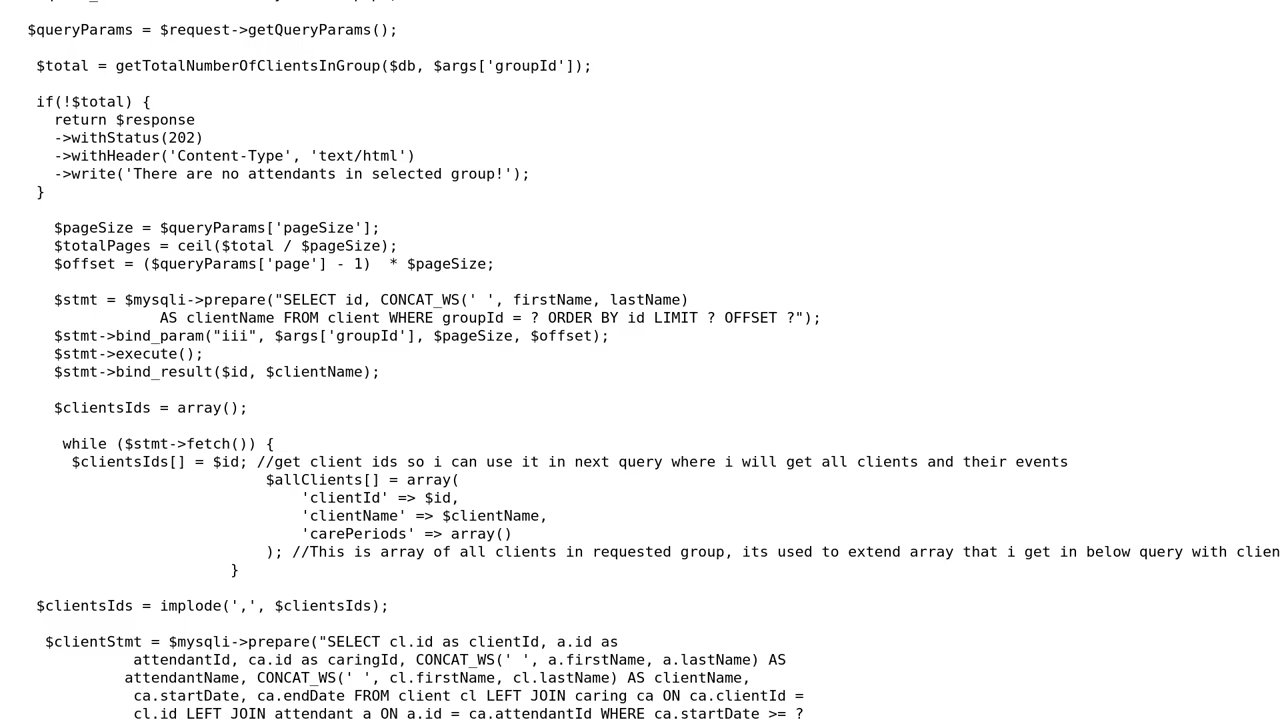 $queryParams = $request->getQueryParams();
$total = getTotalNumberOfClientsInGroup($db, $args['groupId']);
if(!$total) {
return $response
->withStatus(202)
->withHeader('Content-Type', 'text/html')
->write('There are no attendants in selected group!');
}
$pageSize = $queryParams['pageSize'];
$totalPages = ceil($total / $pageSize);
$offset = ($queryParams['page'] - 1)  * $pageSize;
$stmt = $mysqli->prepare("SELECT id, CONCAT_WS(' ', firstName, lastName)
AS clientName FROM client WHERE groupId = ? ORDER BY id LIMIT ? OFFSET ?");
$stmt->bind_param("iii", $args['groupId'], $pageSize, $offset);
$stmt->execute();
$stmt->bind_result($id, $clientName);
$clientsIds = array();
while ($stmt->fetch()) {
$clientsIds[] = $id; //get client ids so i can use it in next query where i will get all clients and their events
$allClients[] = array(
'clientId' => $id,
'clientName' => $clientName,
'carePeriods' => array()
); //This is array of all clients in requested group, its used to extend array that i get in below query with clien
}
$clientsIds = implode(',', $clientsIds);
$clientStmt = $mysqli->prepare("SELECT cl.id as clientId, a.id as
attendantId, ca.id as caringId, CONCAT_WS(' ', a.firstName, a.lastName) AS
attendantName, CONCAT_WS(' ', cl.firstName, cl.lastName) AS clientName,
ca.startDate, ca.endDate FROM client cl LEFT JOIN caring ca ON ca.clientId =
cl.id LEFT JOIN attendant a ON a.id = ca.attendantId WHERE ca.startDate >= ?